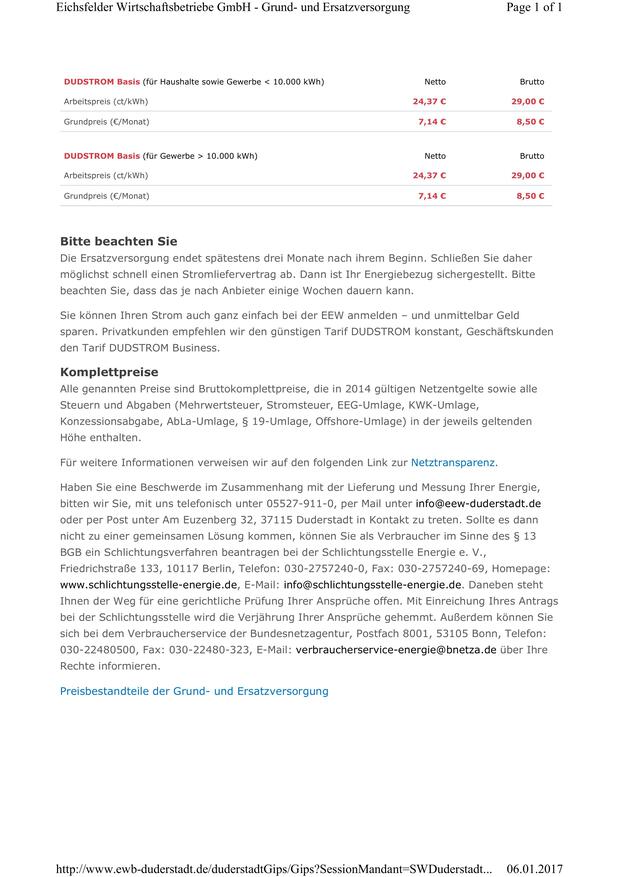 Eichsfelder Wirtschaftsbetriebe GmbH - Grund- und Ersatzversorgung Page 1 of 1
DUDSTROM Basis (für Haushalte sowie Gewerbe < 10.000 kWh) Netto Brutto
Arbeitspreis (ct/kWh) 24,37 € 29,00 €
Grundpreis (€/Monat) 7,14 € 8,50 €
DUDSTROM Basis (für Gewerbe > 10.000 kWh) Netto Brutto
Arbeitspreis (ct/kWh) 24,37 € 29,00 €
Grundpreis (€/Monat) 7,14 € 8,50 €
Bitte beachten Sie
Die Ersatzversorgung endet spätestens drei Monate nach ihrem Beginn. Schließen Sie daher
möglichst schnell einen Stromliefervertrag ab. Dann ist Ihr Energiebezug sichergestellt. Bitte
beachten Sie, dass das je nach Anbieter einige Wochen dauern kann.
Sie können Ihren Strom auch ganz einfach bei der EEW anmelden – und unmittelbar Geld
sparen. Privatkunden empfehlen wir den günstigen Tarif DUDSTROM konstant, Geschäftskunden
den Tarif DUDSTROM Business.
Komplettpreise
Alle genannten Preise sind Bruttokomplettpreise, die in 2014 gültigen Netzentgelte sowie alle
Steuern und Abgaben (Mehrwertsteuer, Stromsteuer, EEG-Umlage, KWK-Umlage,
Konzessionsabgabe, AbLa-Umlage, § 19-Umlage, Offshore-Umlage) in der jeweils geltenden
Höhe enthalten.
Für weitere Informationen verweisen wir auf den folgenden Link zur Netztransparenz.
Haben Sie eine Beschwerde im Zusammenhang mit der Lieferung und Messung Ihrer Energie,
bitten wir Sie, mit uns telefonisch unter 05527-911-0, per Mail unter info@eew-duderstadt.de
oder per Post unter Am Euzenberg 32, 37115 Duderstadt in Kontakt zu treten. Sollte es dann
nicht zu einer gemeinsamen Lösung kommen, können Sie als Verbraucher im Sinne des § 13
BGB ein Schlichtungsverfahren beantragen bei der Schlichtungsstelle Energie e. V.,
Friedrichstraße 133, 10117 Berlin, Telefon: 030-2757240-0, Fax: 030-2757240-69, Homepage:
www.schlichtungsstelle-energie.de, E-Mail: info@schlichtungsstelle-energie.de. Daneben steht
Ihnen der Weg für eine gerichtliche Prüfung Ihrer Ansprüche offen. Mit Einreichung Ihres Antrags
bei der Schlichtungsstelle wird die Verjährung Ihrer Ansprüche gehemmt. Außerdem können Sie
sich bei dem Verbraucherservice der Bundesnetzagentur, Postfach 8001, 53105 Bonn, Telefon:
030-22480500, Fax: 030-22480-323, E-Mail: verbraucherservice-energie@bnetza.de über Ihre
Rechte informieren.
Preisbestandteile der Grund- und Ersatzversorgung
http://www.ewb-duderstadt.de/duderstadtGips/Gips?SessionMandant=SWDuderstadt... 06.01.2017